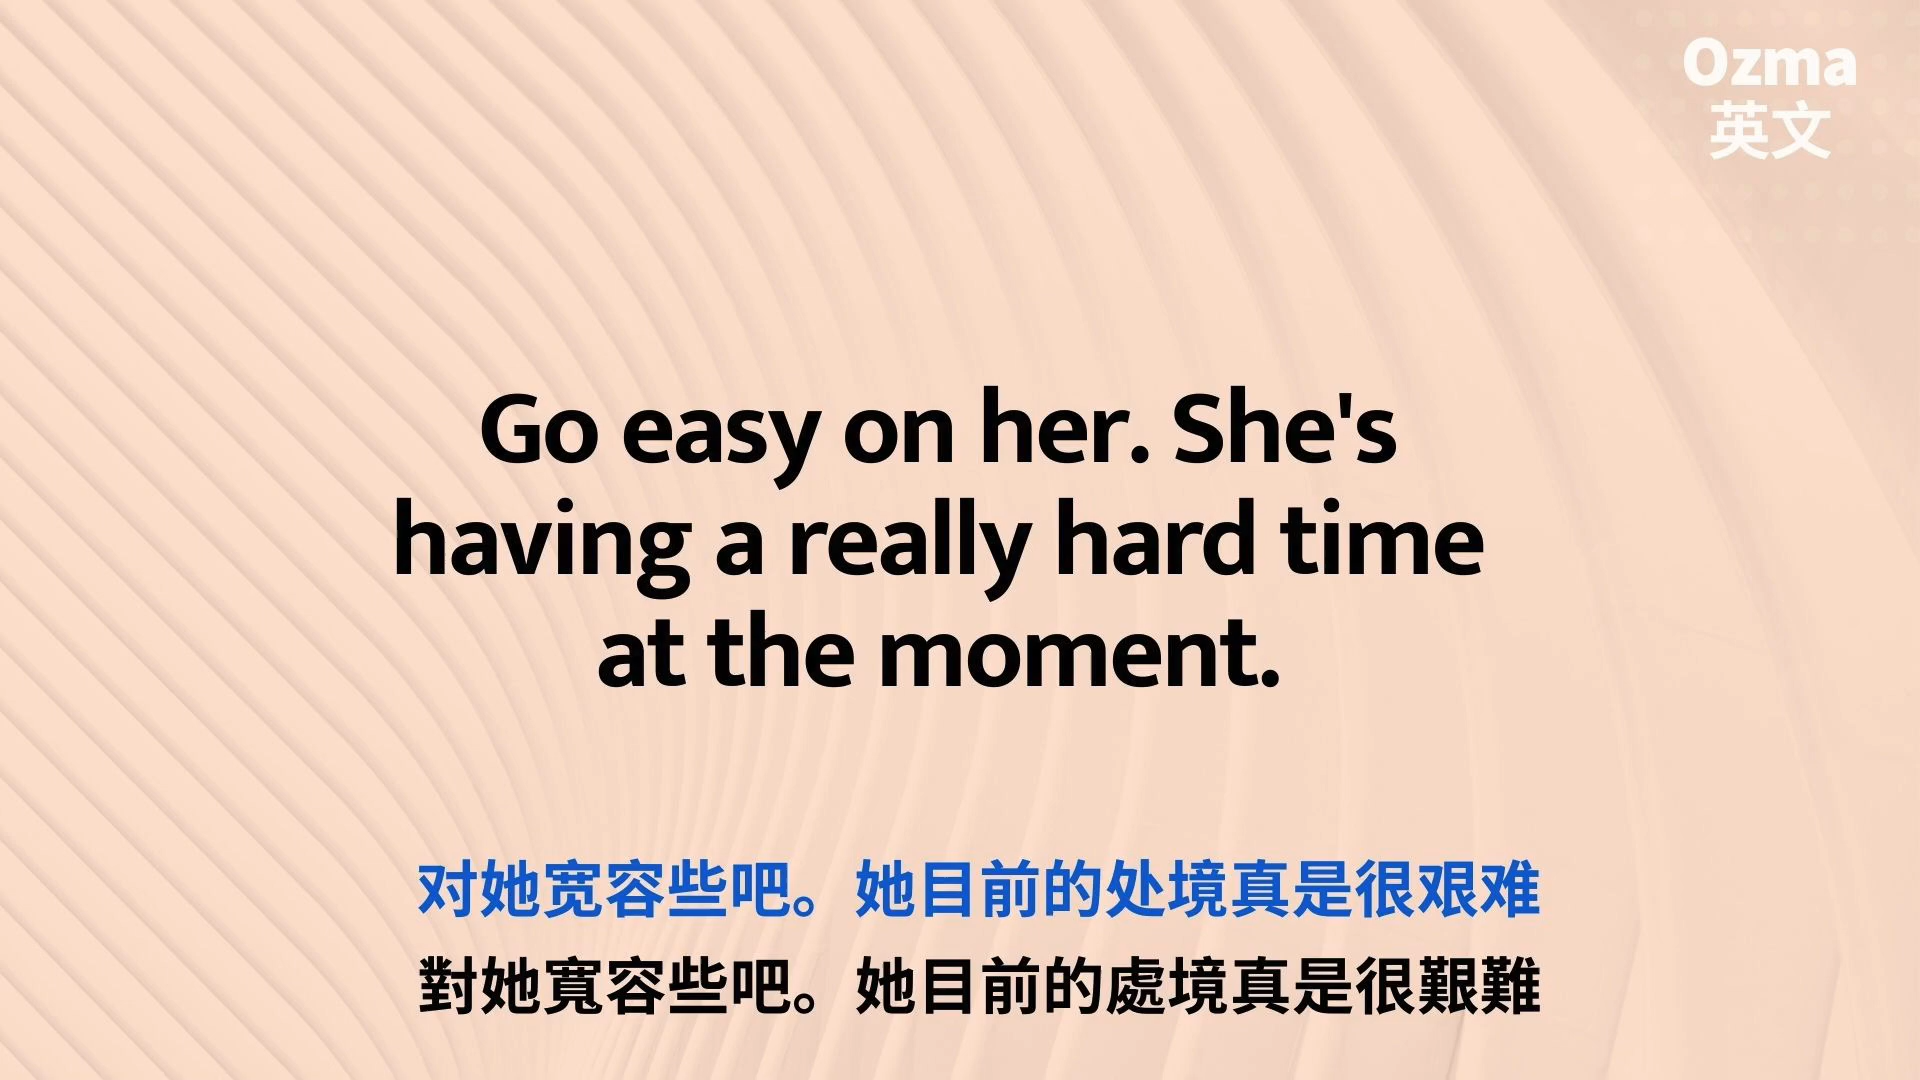 Ozma
英文
Go easy on her. She's
having a really hard time
at the moment.
对她宽容些吧。她目前的处境真是很艰难
對她寬容些吧。她目前的處境真是很艱難